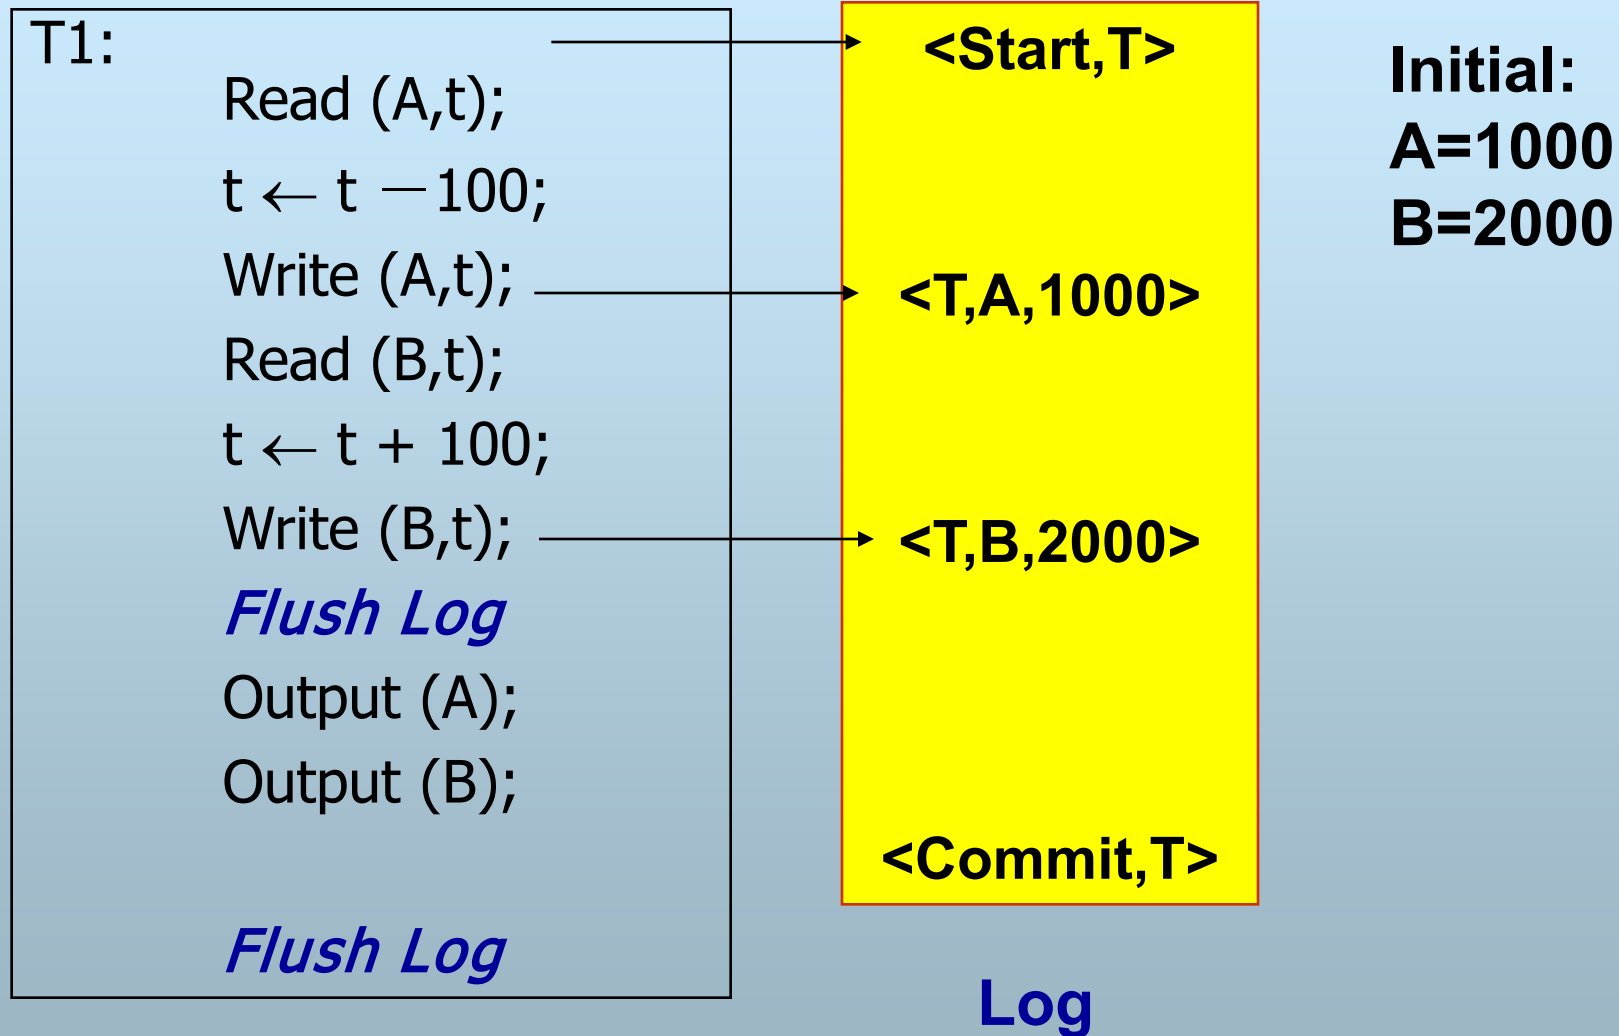 T1:
Read (A,t);
t ← t －100;
Write (A,t);
Read (B,t);
t ← t + 100;
Write (B,t);
Flush Log
Output (A);
Output (B);
Flush Log
<Start,T>
<T,A,1000>
<T,B,2000>
<Commit,T>
Log
Initial:
A=1000
B=2000